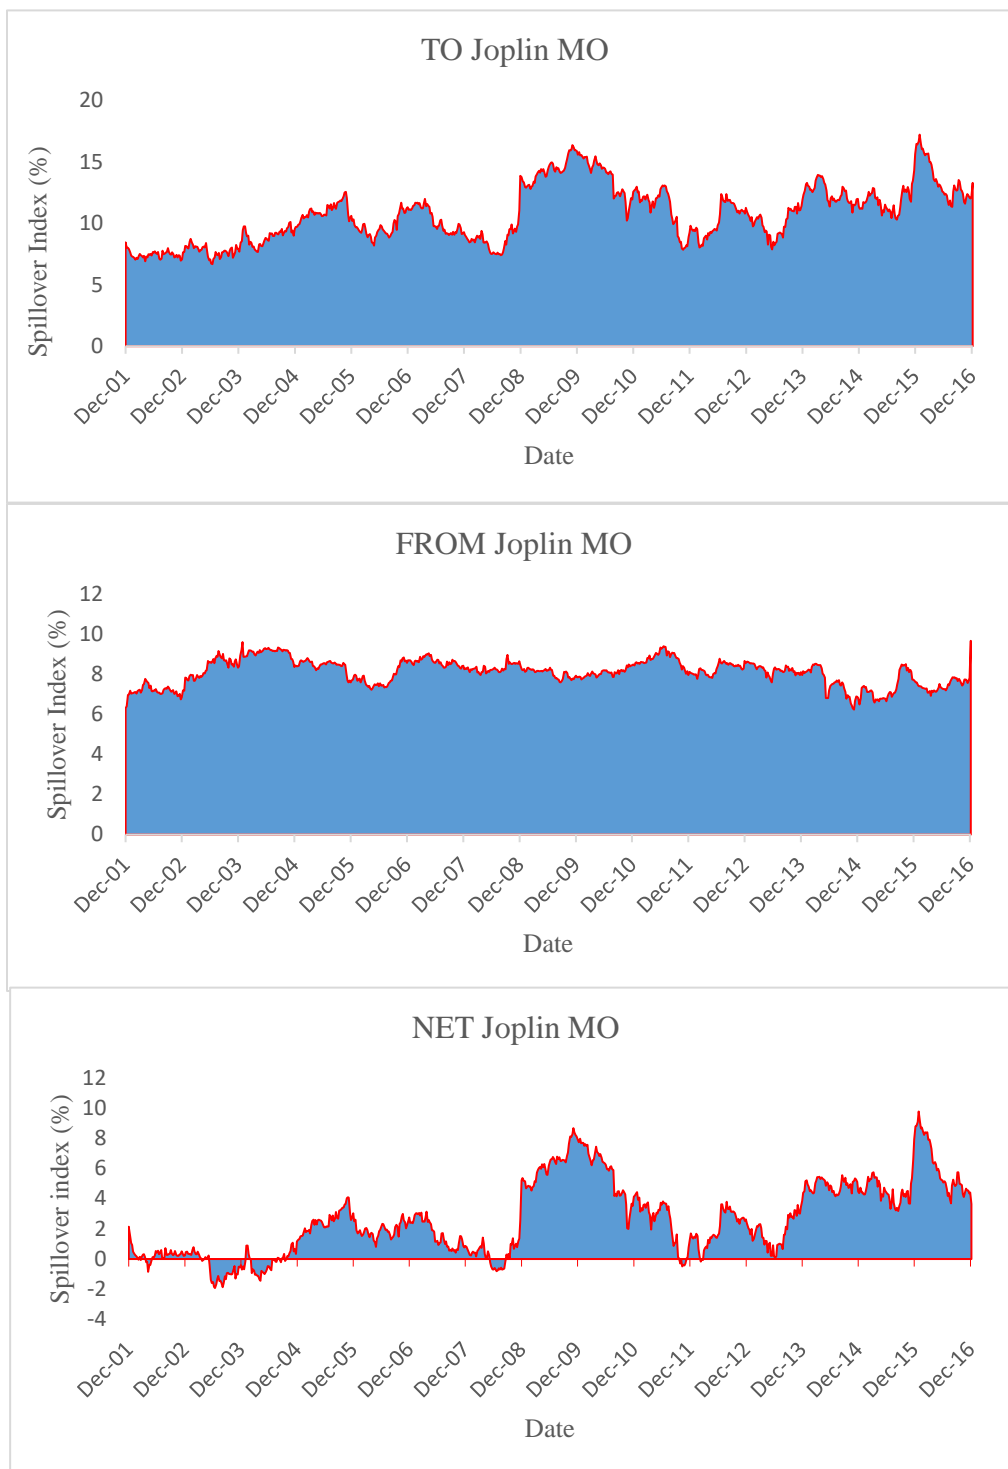 TO Joplin MO
20
15
10
5
0
Spillover Index (%)
Dec-01 Dec-02 Dec-03 Dec-04 Dec-05 Dec-06 Dec-07 Dec-08 Dec-09 Dec-10 Dec-11 Dec-12 Dec-13 Dec-14 Dec-15 Dec-16
Date
FROM Joplin MO
12
10
8
6
4
2
0
Spillover Index (%)
Dec-01 Dec-02 Dec-03 Dec-04 Dec-05 Dec-06 Dec-07 Dec-08 Dec-09 Dec-10 Dec-11 Dec-12 Dec-13 Dec-14 Dec-15 Dec-16
Date
NET Joplin MO
12
10
8
6
4
2
0
-2
-4
Spillover index (%)
Dec-01 Dec-02 Dec-03 Dec-04 Dec-05 Dec-06 Dec-07 Dec-08 Dec-09 Dec-10 Dec-11 Dec-12 Dec-13 Dec-14 Dec-15 Dec-16
Date